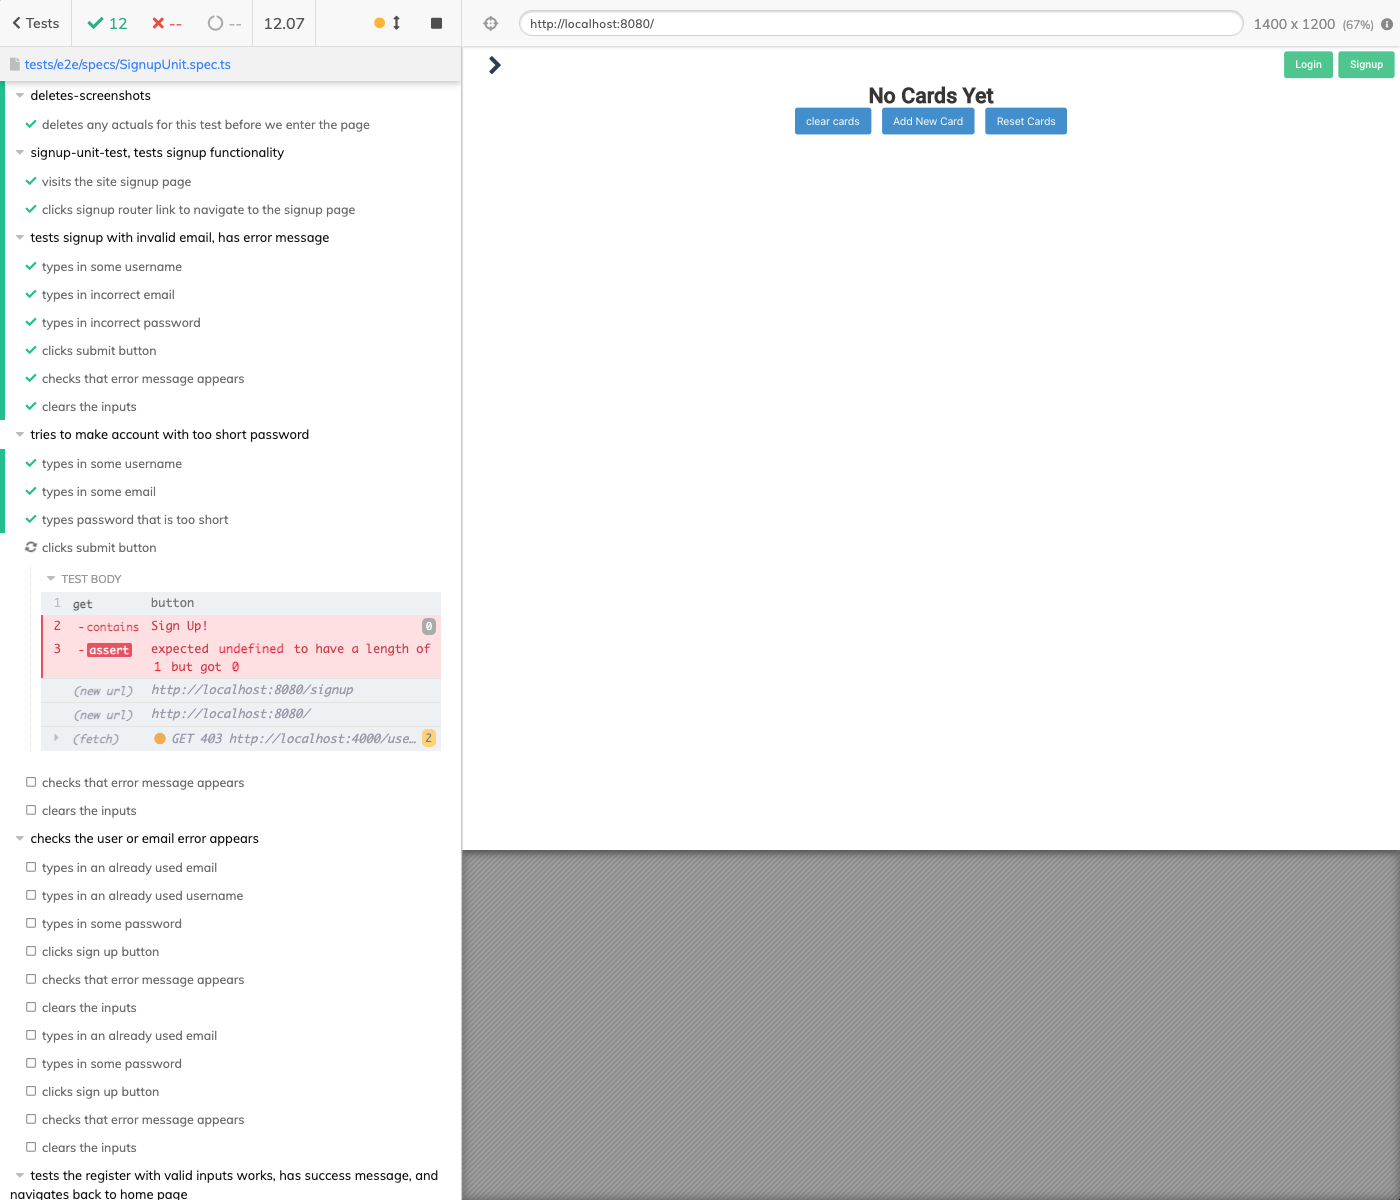 Tests
12
--
--
12.07
http://localhost:8080/
1400 x 1200 (67%)
tests/e2e/specs/SignupUnit.spec.ts
Login
Signup
No Cards Yet
clear cards
Add New Card
Reset Cards
deletes-screenshots
deletes any actuals for this test before we enter the page
signup-unit-test, tests signup functionality
visits the site signup page
clicks signup router link to navigate to the signup page
tests signup with invalid email, has error message
types in some username
types in incorrect email
types in incorrect password
clicks submit button
checks that error message appears
clears the inputs
tries to make account with too short password
types in some username
types in some email
types password that is too short
clicks submit button
TEST BODY
1 get button
2 -contains Sign Up! 0
3 -assert expected undefined to have a length of
1 but got 0
(new url) http://localhost:8080/signup
(new url) http://localhost:8080/
(fetch) GET 403 http://localhost:4000/use… 2
checks that error message appears
clears the inputs
checks the user or email error appears
types in an already used email
types in an already used username
types in some password
clicks sign up button
checks that error message appears
clears the inputs
types in an already used email
types in some password
clicks sign up button
checks that error message appears
clears the inputs
tests the register with valid inputs works, has success message, and
navigates back to home page